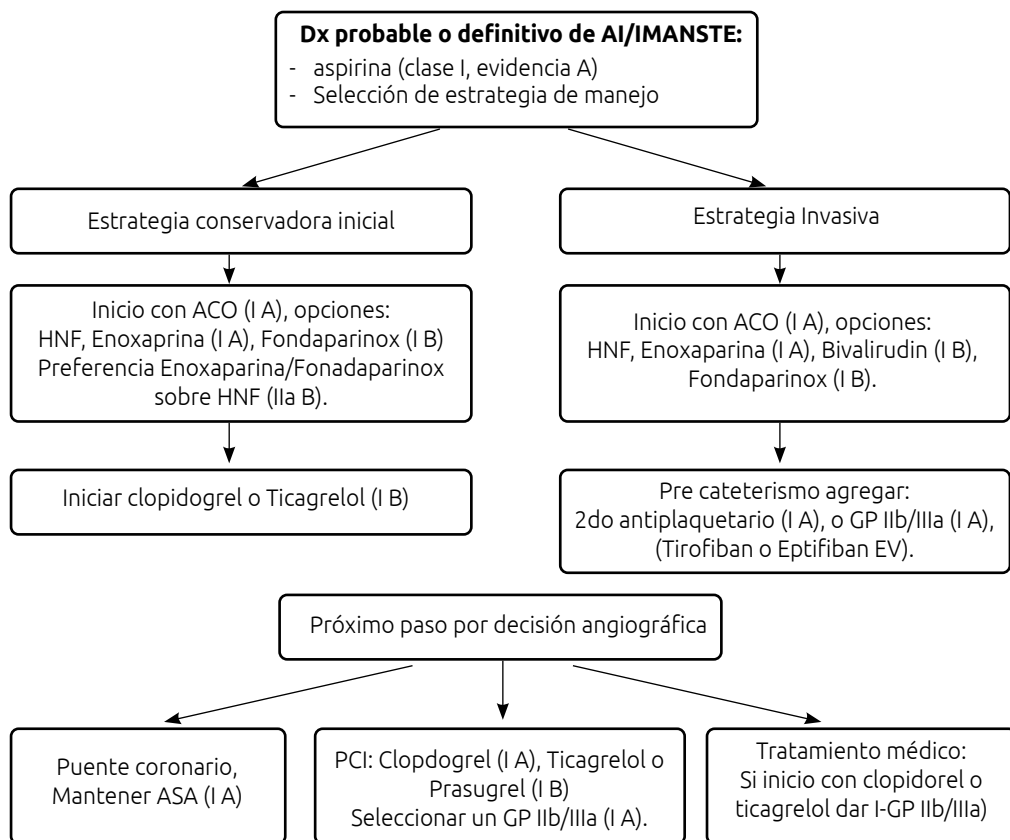 Dx probable o definitivo de AI/IMANSTE:
- aspirina (clase I, evidencia A)
- Selección de estrategia de manejo
Estrategia conservadora inicial
Estrategia Invasiva
Inicio con ACO (I A), opciones:
HNF, Enoxaprina (I A), Fondaparinox (I B)
Preferencia Enoxaparina/Fonadaparinox
sobre HNF (IIa B).
Inicio con ACO (I A), opciones:
HNF, Enoxaparina (I A), Bivalirudin (I B),
Fondaparinox (I B).
Iniciar clopidogrel o Ticagrelol (I B)
Pre cateterismo agregar:
2do antiplaquetario (I A), o GP IIb/IIIa (I A),
(Tirofiban o Eptifiban EV).
Próximo paso por decisión angiográfica
Puente coronario,
Mantener ASA (I A)
PCI: Clopdogrel (I A), Ticagrelol o
Prasugrel (I B)
Seleccionar un GP IIb/IIIa (I A).
Tratamiento médico:
Si inicio con clopidorel o
ticagrelol dar I-GP IIb/IIIa)